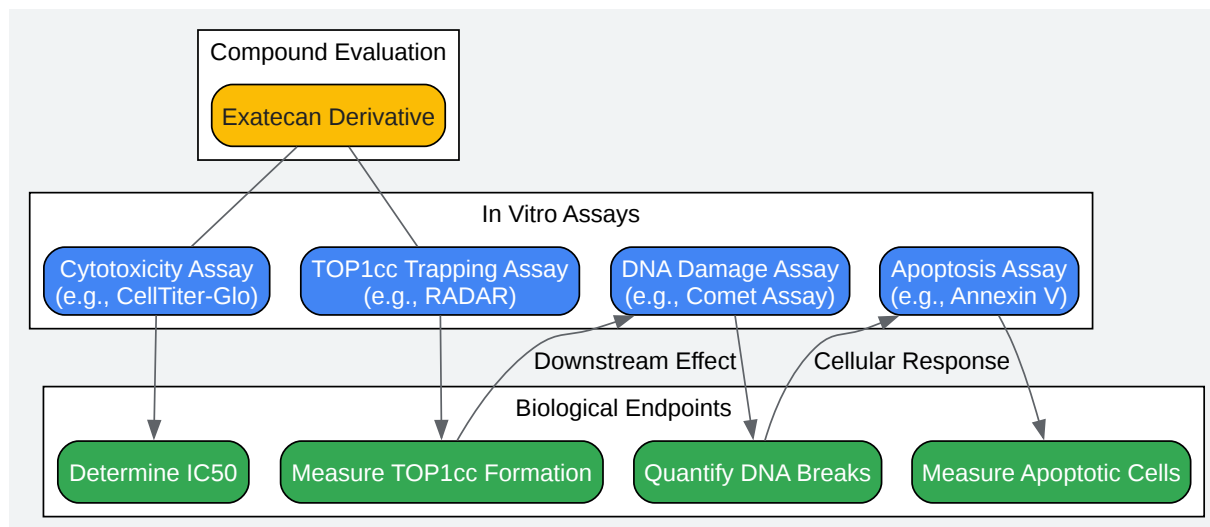 Compound Evaluation
Exatecan Derivative
In Vitro Assays
Cytotoxicity Assay
(e.g., CellTiter-Glo)
TOP1cc Trapping Assay
(e.g., RADAR)
DNA Damage Assay
(e.g., Comet Assay)
Apoptosis Assay
(e.g., Annexin V)
Downstream Effect
Cellular Response
Biological Endpoints
Determine IC50
Measure TOP1cc Formation
Quantify DNA Breaks
Measure Apoptotic Cells